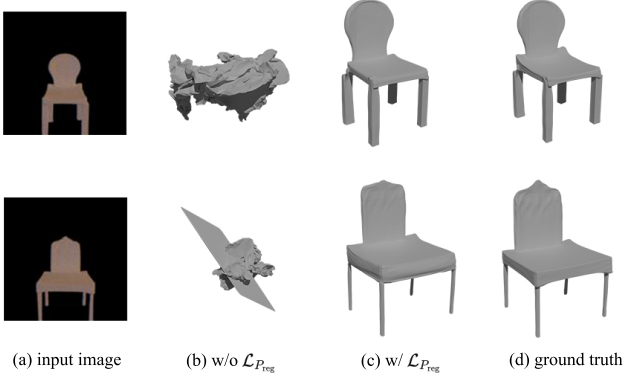 (a) input image (b) w/o ℒ_{P_reg} (c) w/ ℒ_{P_reg} (d) ground truth